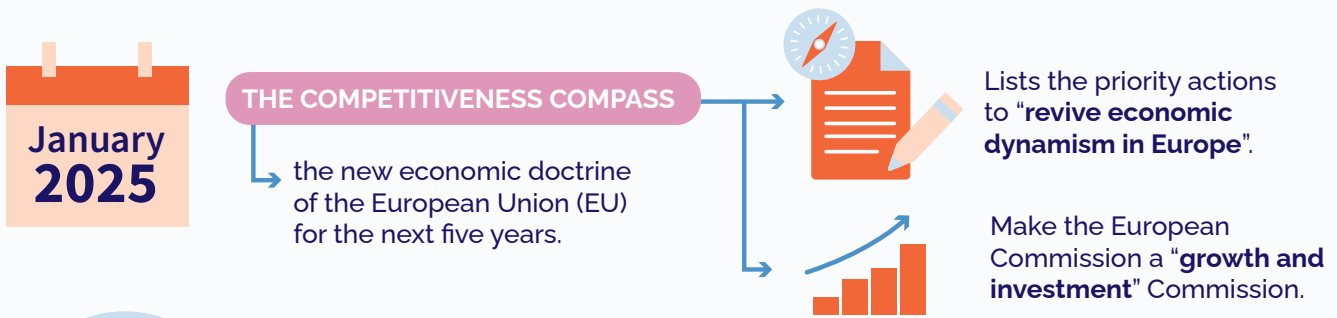 January
2025
THE COMPETITIVENESS COMPASS
the new economic doctrine
of the European Union (EU)
for the next five years.
Lists the priority actions
to “revive economic
dynamism in Europe”.
Make the European
Commission a “growth and
investment” Commission.